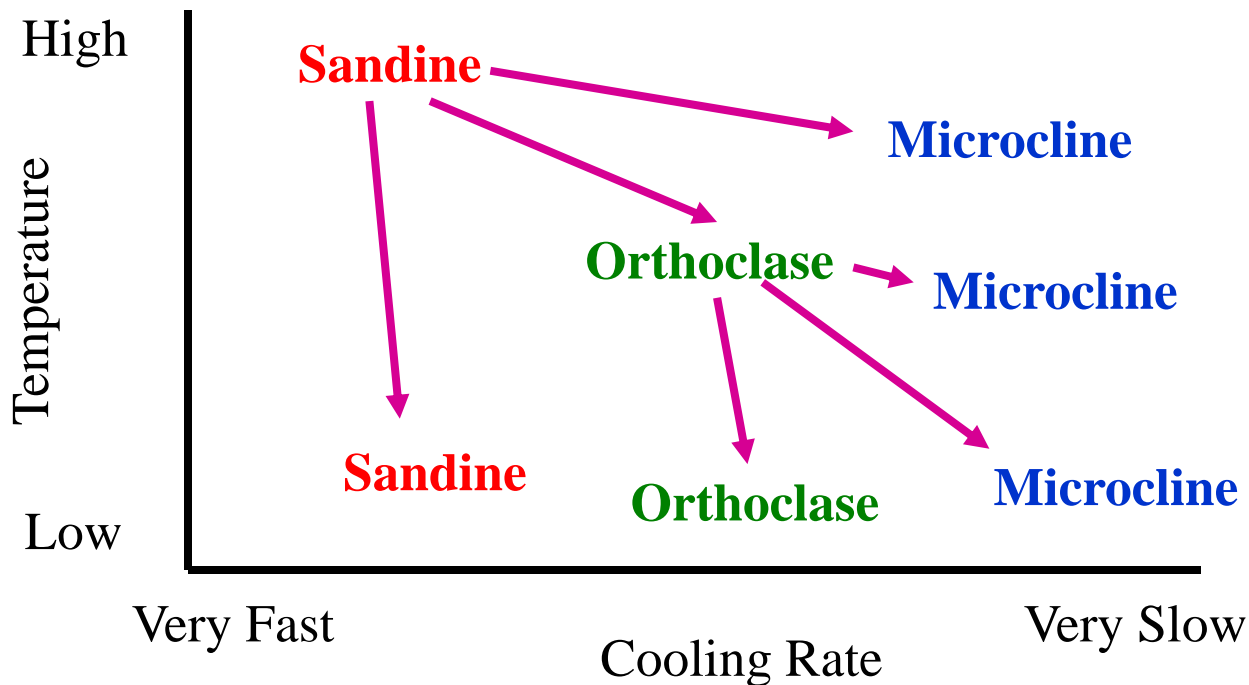 High
Sandine
Microcline
Temperature
Orthoclase
Microcline
Sandine
Orthoclase
Microcline
Low
Very Fast
Very Slow
Cooling Rate